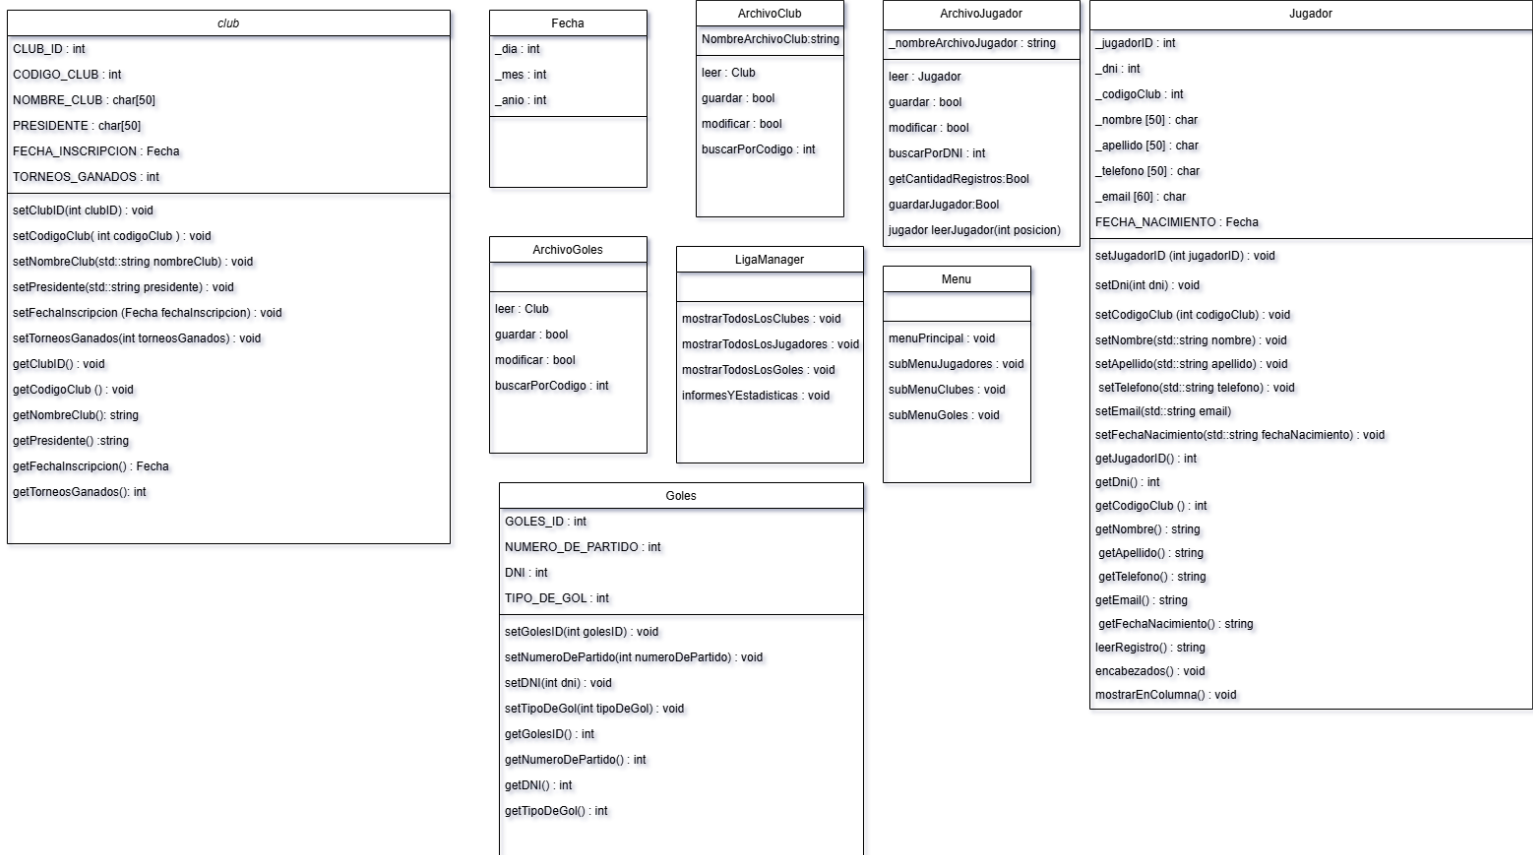 club
CLUB_ID : int
CODIGO_CLUB : int
NOMBRE_CLUB : char[50]
PRESIDENTE : char[50]
FECHA_INSCRIPCION : Fecha
TORNEOS_GANADOS : int
setClubID(int clubID) : void
setCodigoClub( int codigoClub ) : void
setNombreClub(std::string nombreClub) : void
setPresidente(std::string presidente) : void
setFechaInscripcion (Fecha fechaInscripcion) : void
setTorneosGanados(int torneosGanados) : void
getClubID() : void
getCodigoClub () : void
getNombreClub(): string
getPresidente() :string
getFechaInscripcion() : Fecha
getTorneosGanados(): int
Fecha
_dia : int
_mes : int
_anio : int
ArchivoClub
NombreArchivoClub:string
leer : Club
guardar : bool
modificar : bool
buscarPorCodigo : int
ArchivoJugador
_nombreArchivoJugador : string
leer : Jugador
guardar : bool
modificar : bool
buscarPorDNI : int
getCantidadRegistros:Bool
guardarJugador:Bool
jugador leerJugador(int posicion)
Jugador
_jugadorID : int
_dni : int
_codigoClub : int
_nombre [50] : char
_apellido [50] : char
_telefono [50] : char
_email [60] : char
FECHA_NACIMIENTO : Fecha
setJugadorID (int jugadorID) : void
setDni(int dni) : void
setCodigoClub (int codigoClub) : void
setNombre(std::string nombre) : void
setApellido(std::string apellido) : void
setTelefono(std::string telefono) : void
setEmail(std::string email)
setFechaNacimiento(std::string fechaNacimiento) : void
getJugadorID() : int
getDni() : int
getCodigoClub () : int
getNombre() : string
getApellido() : string
getTelefono() : string
getEmail() : string
getFechaNacimiento() : string
leerRegistro() : string
encabezados() : void
mostrarEnColumna() : void
ArchivoGoles
leer : Club
guardar : bool
modificar : bool
buscarPorCodigo : int
LigaManager
mostrarTodosLosClubes : void
mostrarTodosLosJugadores : void
mostrarTodosLosGoles : void
informesYEstadisticas : void
Menu
menuPrincipal : void
subMenuJugadores : void
subMenuClubes : void
subMenuGoles : void
Goles
GOLES_ID : int
NUMERO_DE_PARTIDO : int
DNI : int
TIPO_DE_GOL : int
setGolesID(int golesID) : void
setNumeroDePartido(int numeroDePartido) : void
setDNI(int dni) : void
setTipoDeGol(int tipoDeGol) : void
getGolesID() : int
getNumeroDePartido() : int
getDNI() : int
getTipoDeGol() : int